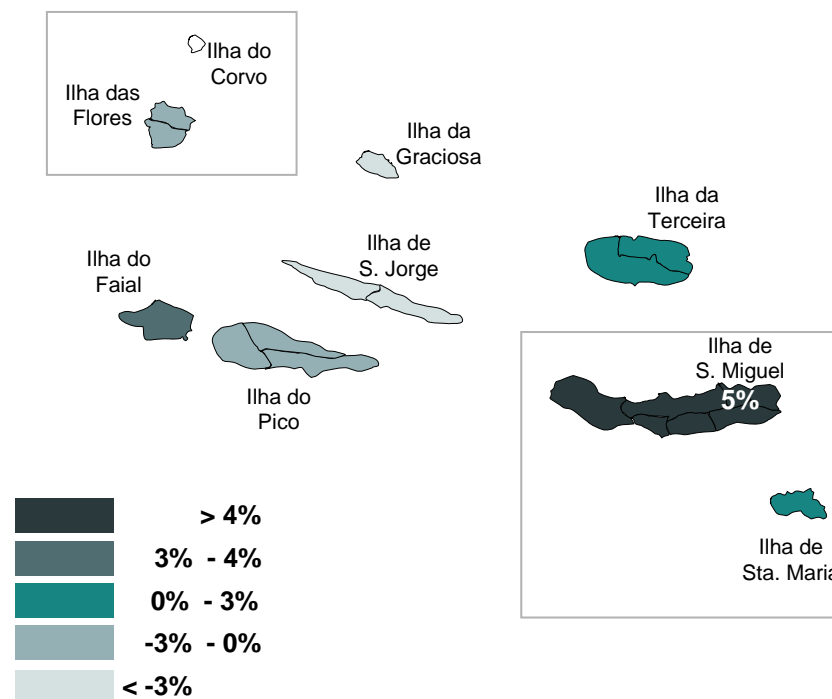 Ilha do
Corvo
Ilha das
Flores
Ilha da
Graciosa
Ilha da
Terceira
Ilha do
Faial
Ilha de
S. Jorge
Ilha do
Pico
Ilha de
S. Miguel
5%
Ilha de
Sta. Maria
> 4%
3% - 4%
0% - 3%
-3% - 0%
< -3%